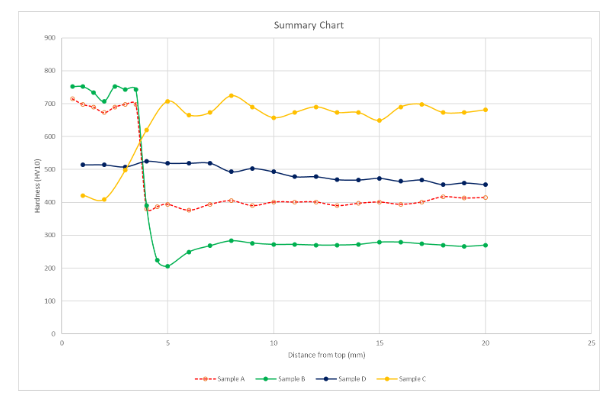 Summary Chart
900
800
700
600
500
400
300
200
100
0
Hardness (HV10)
0 5 10 15 20 25
Distance from top (mm)
Sample A Sample B Sample D Sample C